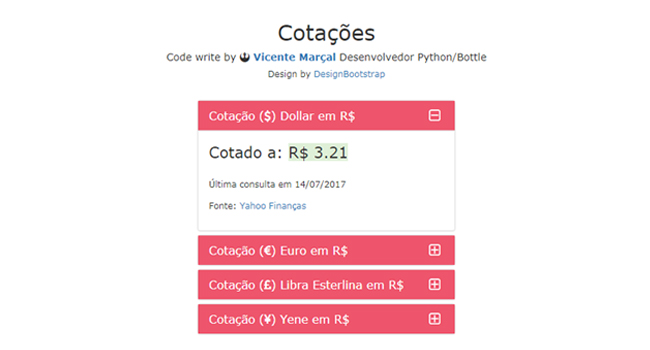 Cotações
Code write by Vicente Marçal Desenvolvedor Python/Bottle
Design by DesignBootstrap
Cotação ($) Dollar em R$
Cotado a: R$ 3.21
Última consulta em 14/07/2017
Fonte: Yahoo Finanças
Cotação (€) Euro em R$
Cotação (£) Libra Esterlina em R$
Cotação (¥) Yene em R$